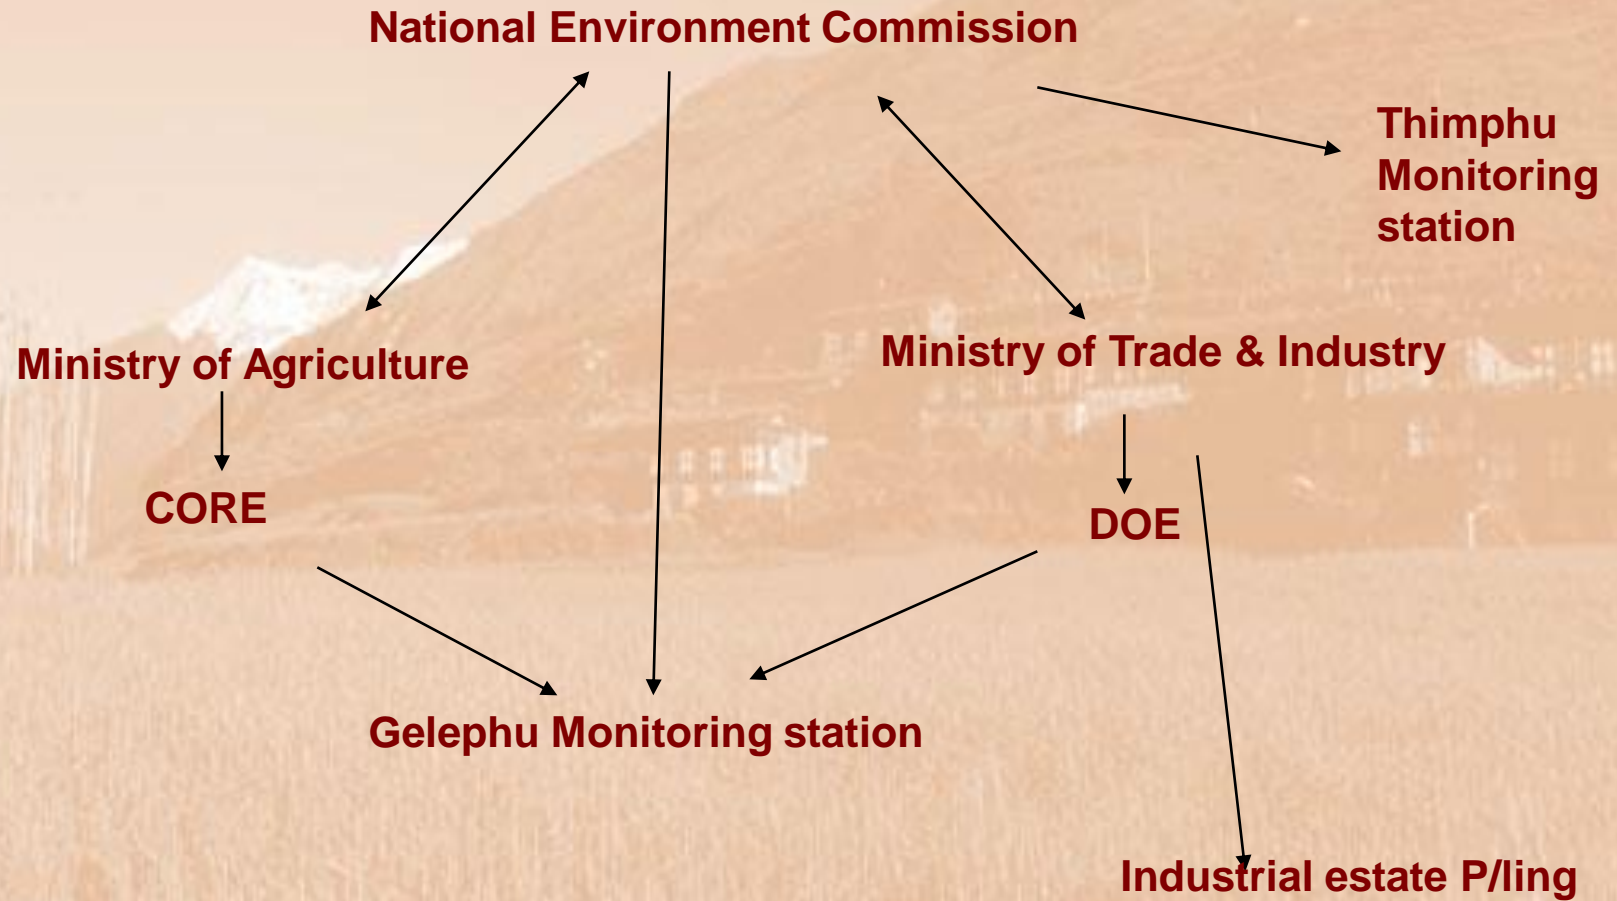 National Environment Commission
Thimphu
Monitoring
station
Ministry of Agriculture
Ministry of Trade & Industry
CORE
DOE
Gelephu Monitoring station
Industrial estate P/ling